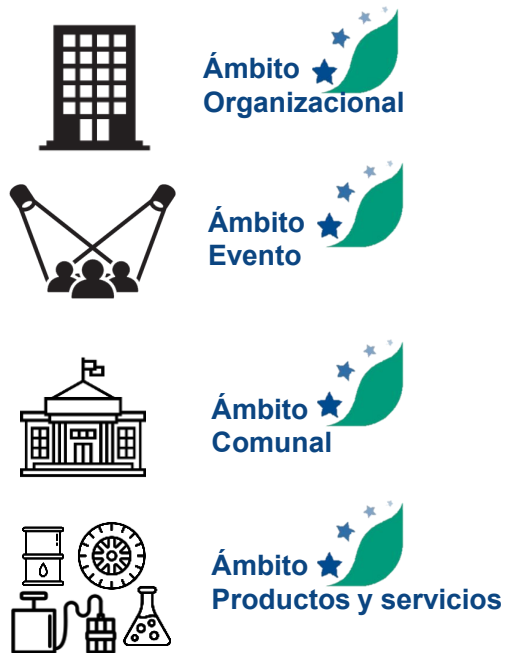 Ámbito
Organizacional
Ámbito
Evento
Ámbito
Comunal
Ámbito
Productos y servicios